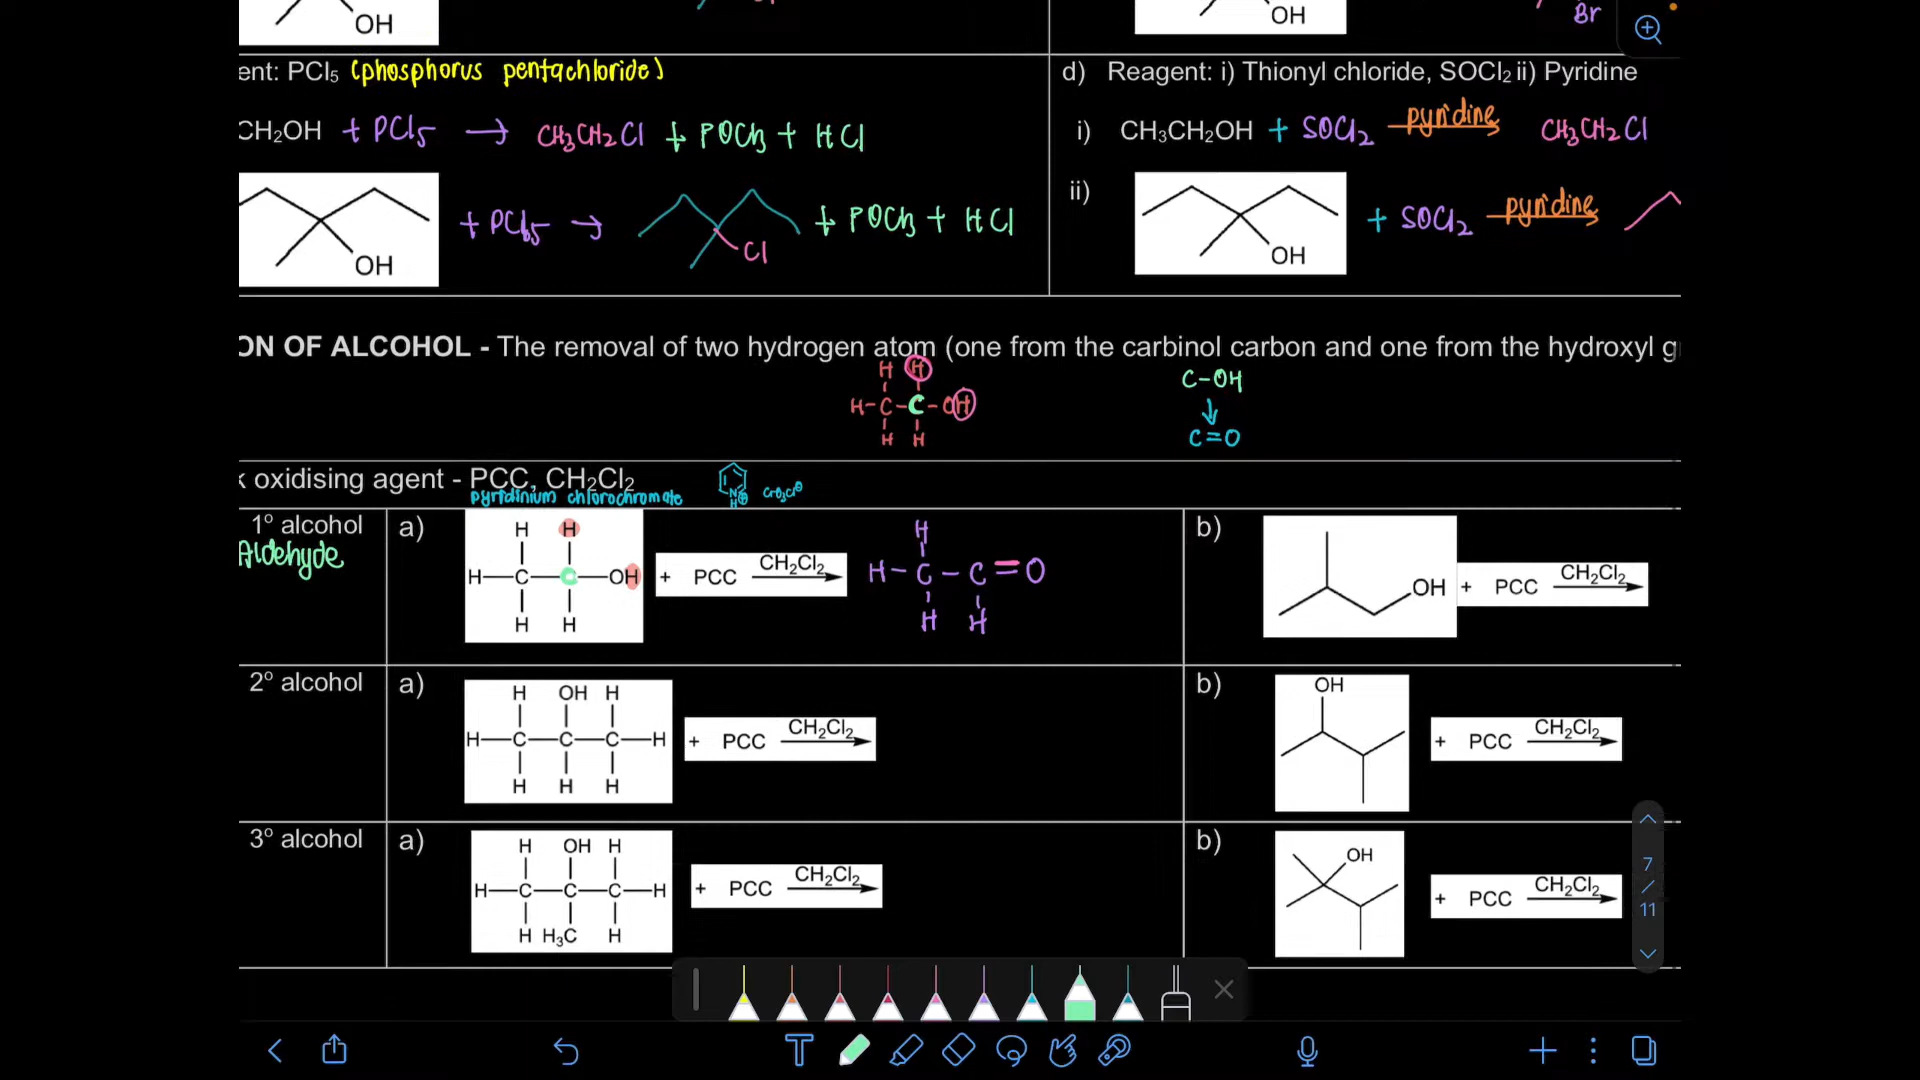 OH
OH
Br
ent: PCl₅ (phosphorus pentachloride)
CH₂OH + PCl₅ → CH₃CH₂Cl + POCl₃ + HCl
OH
+ PCl₅ →
Cl
+ POCl₃ + HCl
d) Reagent: i) Thionyl chloride, SOCl₂ ii) Pyridine
i) CH₃CH₂OH + SOCl₂ pyridine CH₃CH₂Cl
ii)
OH
+ SOCl₂ pyridine
ON OF ALCOHOL - The removal of two hydrogen atom (one from the carbinol carbon and one from the hydroxyl g
H H
H-C-C-OH
H H
C-OH
↓
C=O
k oxidising agent - PCC, CH₂Cl₂
pyridinium chlorochromate
N⊕
H
CrO₃Cl⊖
1º alcohol
Aldehyde
a)
H H
H—C—C—OH
H H
+ PCC CH₂Cl₂
H
H-C-C=O
H H
b)
OH
+ PCC CH₂Cl₂
2º alcohol
a)
H OH H
H—C—C—C—H
H H H
+ PCC CH₂Cl₂
b)
OH
+ PCC CH₂Cl₂
3º alcohol
a)
H OH H
H—C—C—C—H
H H₃C H
+ PCC CH₂Cl₂
b)
OH
+ PCC CH₂Cl₂
7
/
11
T